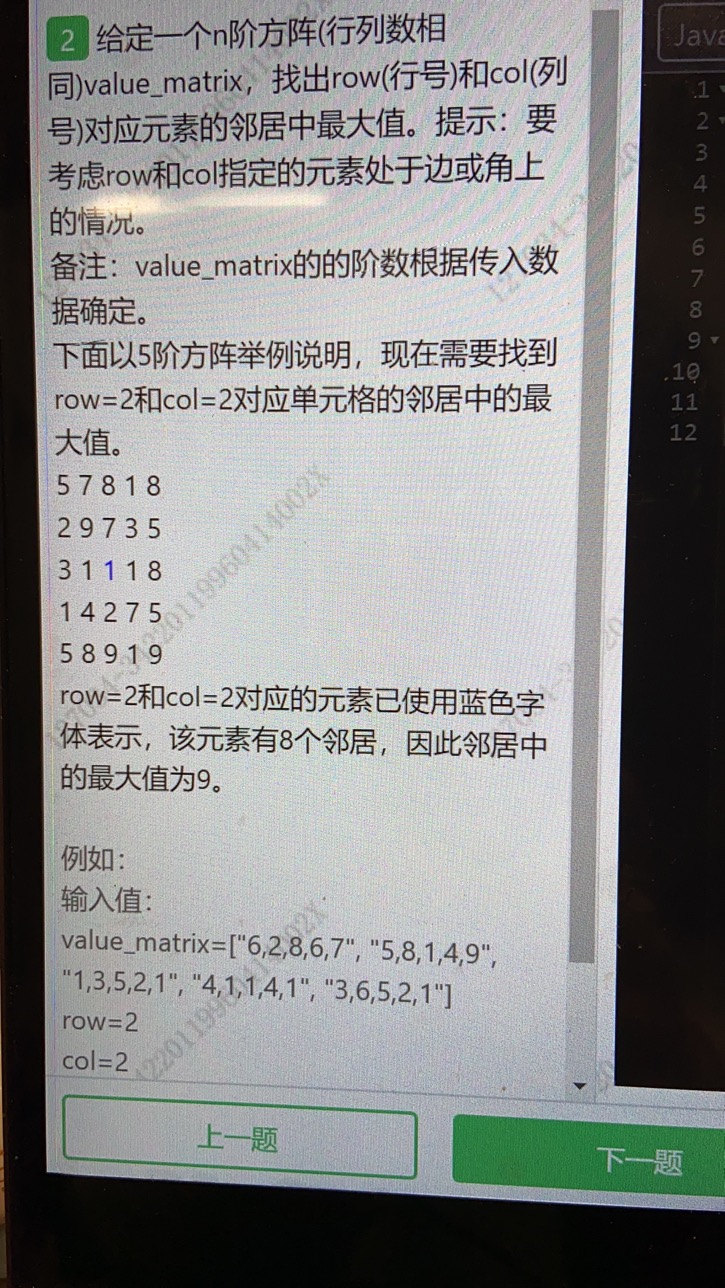 2 给定一个n阶方阵(行列数相
同)value_matrix，找出row(行号)和col(列
号)对应元素的邻居中最大值。提示：要
考虑row和col指定的元素处于边或角上
的情况。
备注：value_matrix的的阶数根据传入数
据确定。
下面以5阶方阵举例说明，现在需要找到
row=2和col=2对应单元格的邻居中的最
大值。
5 7 8 1 8
2 9 7 3 5
3 1 1 1 8
1 4 2 7 5
5 8 9 1 9
row=2和col=2对应的元素已使用蓝色字
体表示，该元素有8个邻居，因此邻居中
的最大值为9。
例如：
输入值：
value_matrix=["6,2,8,6,7", "5,8,1,4,9",
"1,3,5,2,1", "4,1,1,4,1", "3,6,5,2,1"]
row=2
col=2
上一题
下一题
Java
1
2
3
4
5
6
7
8
9
10
11
12